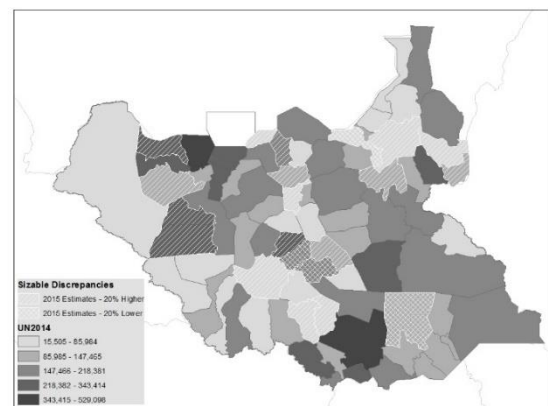 Sizable Discrepancies
2015 Estimates - 20% Higher
2015 Estimates - 20% Lower
UN2014
15,595 - 85,984
85,985 - 147,465
147,466 - 218,381
218,382 - 343,414
343,415 - 529,096